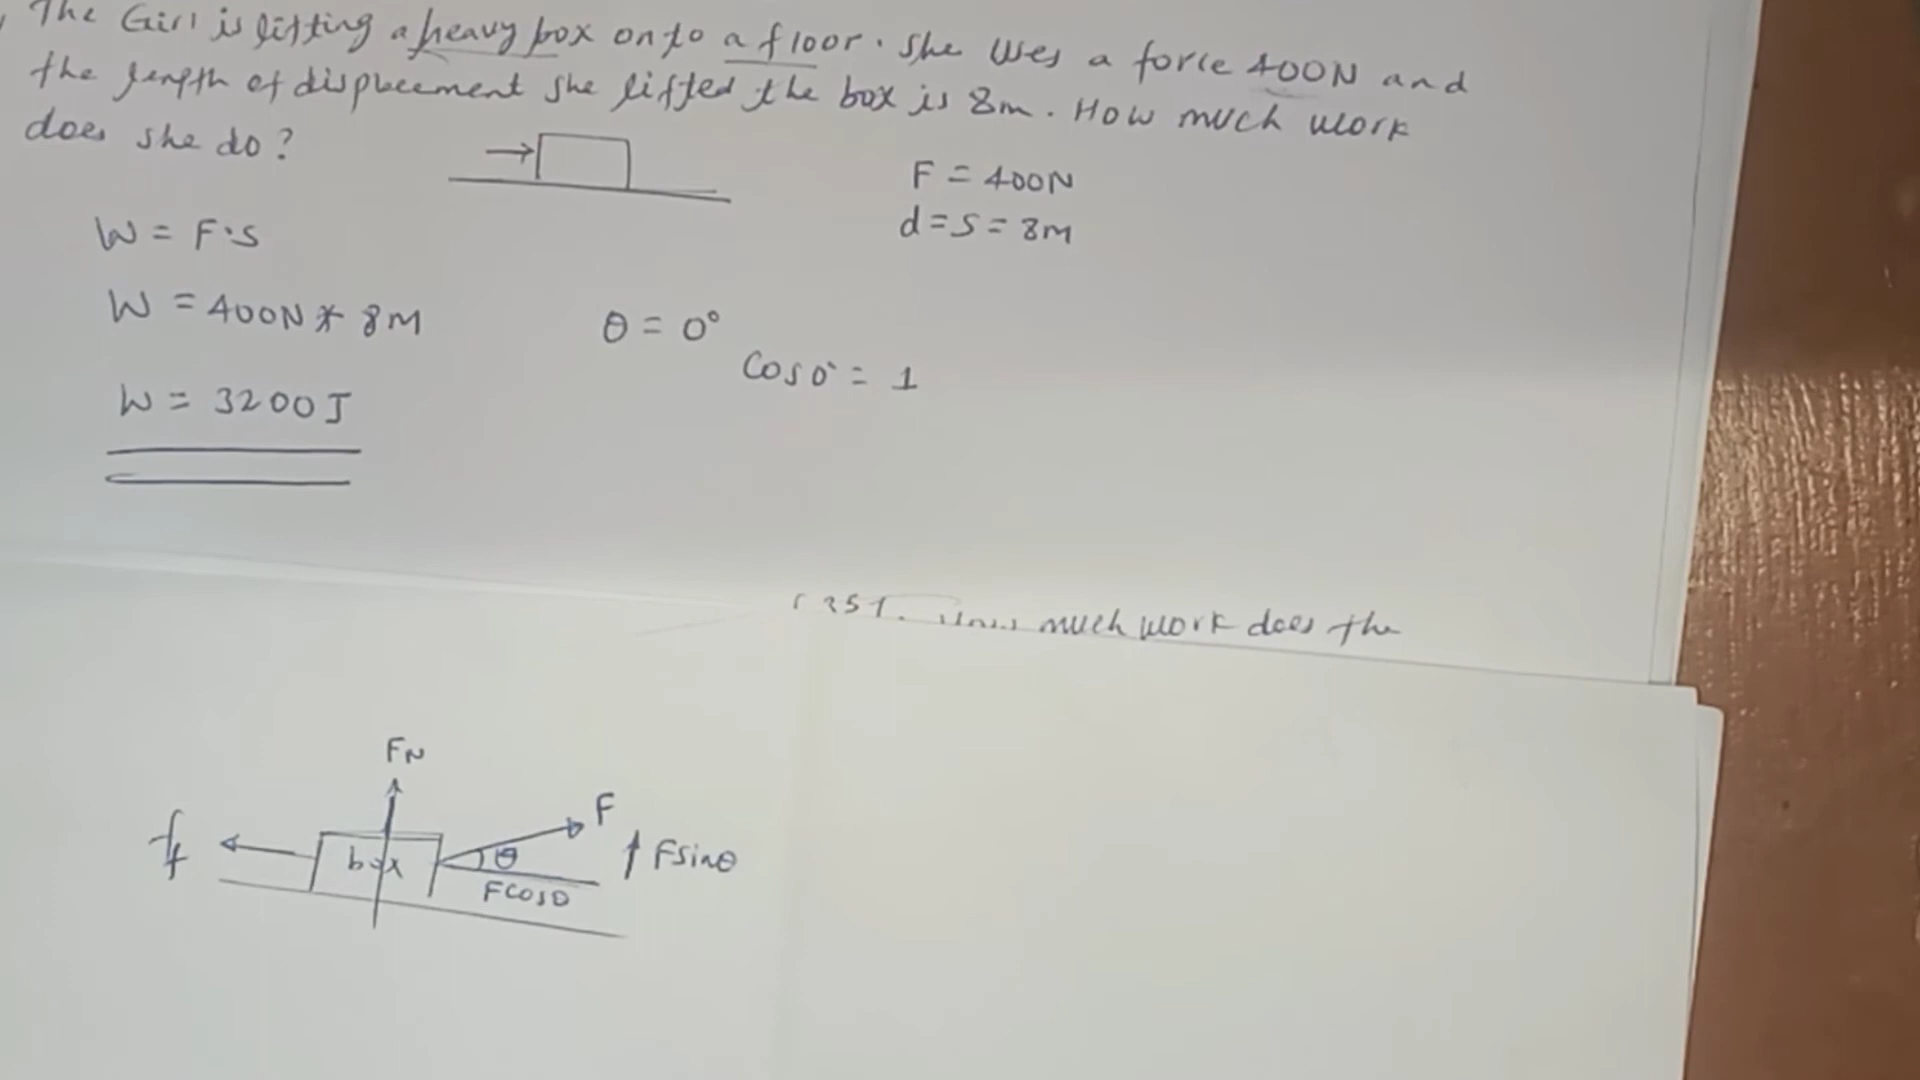 The Girl is lifting a heavy box onto a floor. She uses a force 400N and
the length of displacement she lifted the box is 8m. How much work
does she do?
F = 400N
d = S = 8M
W = F·S
W = 400N * 8M
θ = 0°
Cos 0° = 1
W = 3200J
much work does the
FN
F
f
box
θ
Fsinθ
Fcosθ